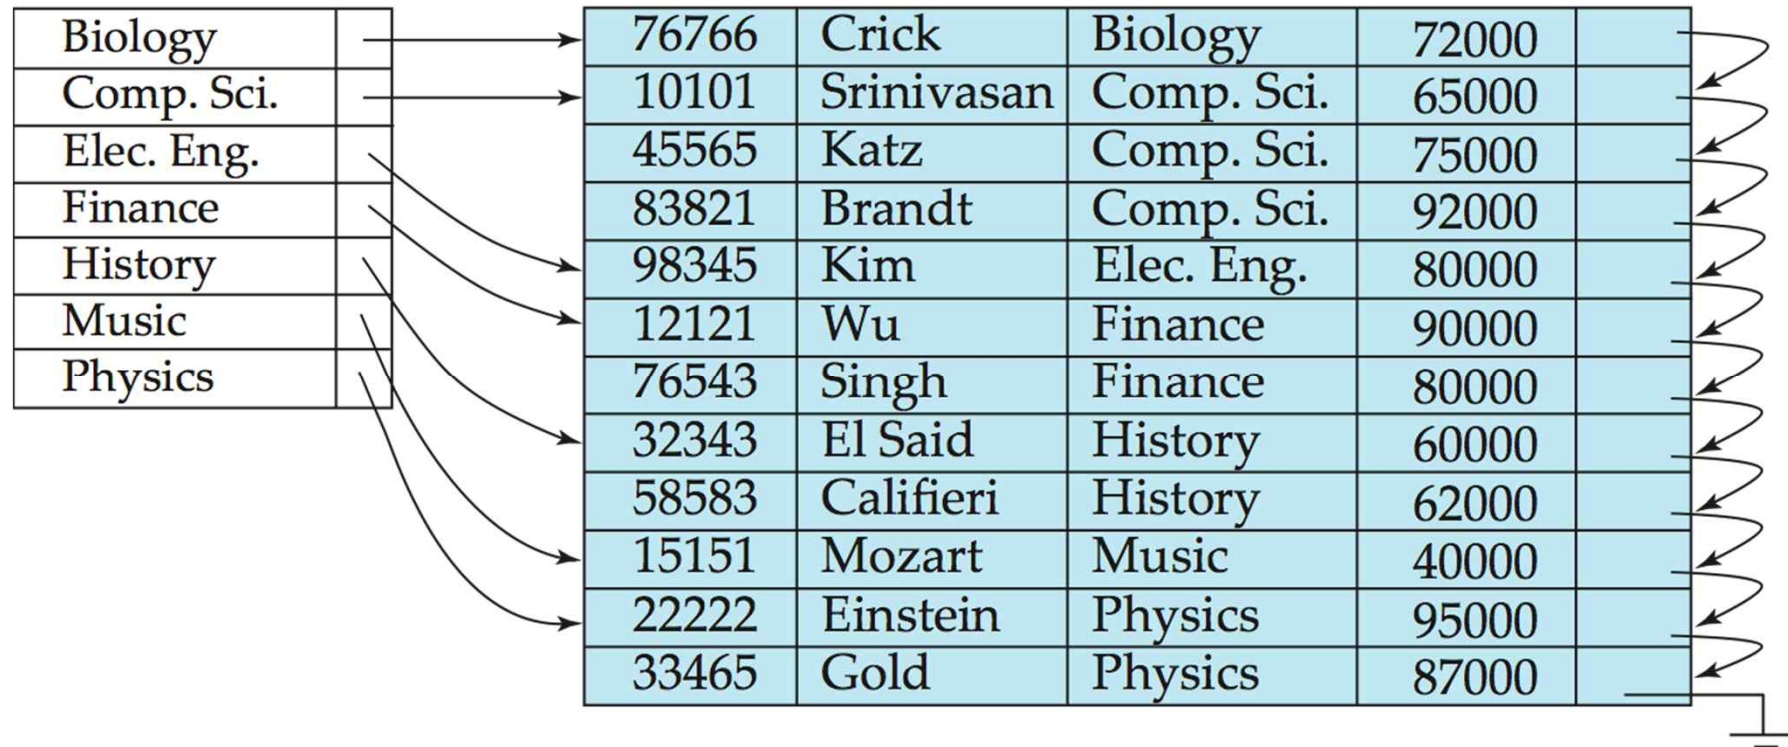 Biology
Comp. Sci.
Elec. Eng.
Finance
History
Music
Physics
76766 Crick Biology 72000
10101 Srinivasan Comp. Sci. 65000
45565 Katz Comp. Sci. 75000
83821 Brandt Comp. Sci. 92000
98345 Kim Elec. Eng. 80000
12121 Wu Finance 90000
76543 Singh Finance 80000
32343 El Said History 60000
58583 Califieri History 62000
15151 Mozart Music 40000
22222 Einstein Physics 95000
33465 Gold Physics 87000